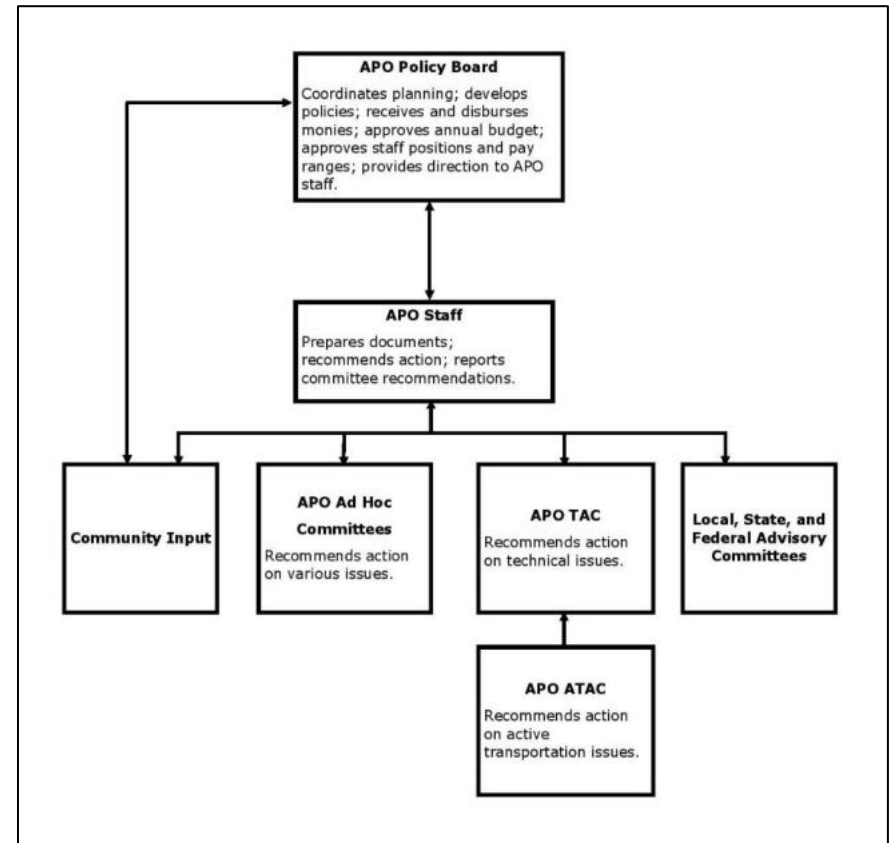 APO Policy Board
Coordinates planning; develops
policies; receives and disburses
monies; approves annual budget;
approves staff positions and pay
ranges; provides direction to APO
staff.
APO Staff
Prepares documents;
recommends action; reports
committee recommendations.
Community Input
APO Ad Hoc
Committees
Recommends action
on various issues.
APO TAC
Recommends action
on technical issues.
Local, State, and
Federal Advisory
Committees
APO ATAC
Recommends action
on active
transportation issues.